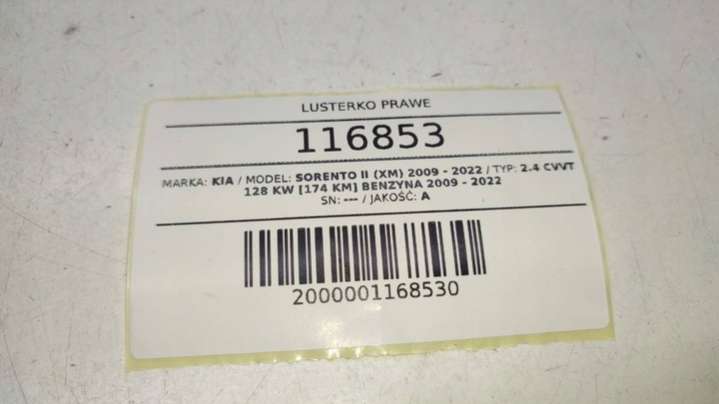 LUSTERKO PRAWE
116853
MARKA: KIA / MODEL: SORENTO II (XM) 2009 - 2022 / TYP: 2.4 CVVT
128 KW [174 KM] BENZYNA 2009 - 2022
SN: --- / JAKOŚĆ: A
2000001168530